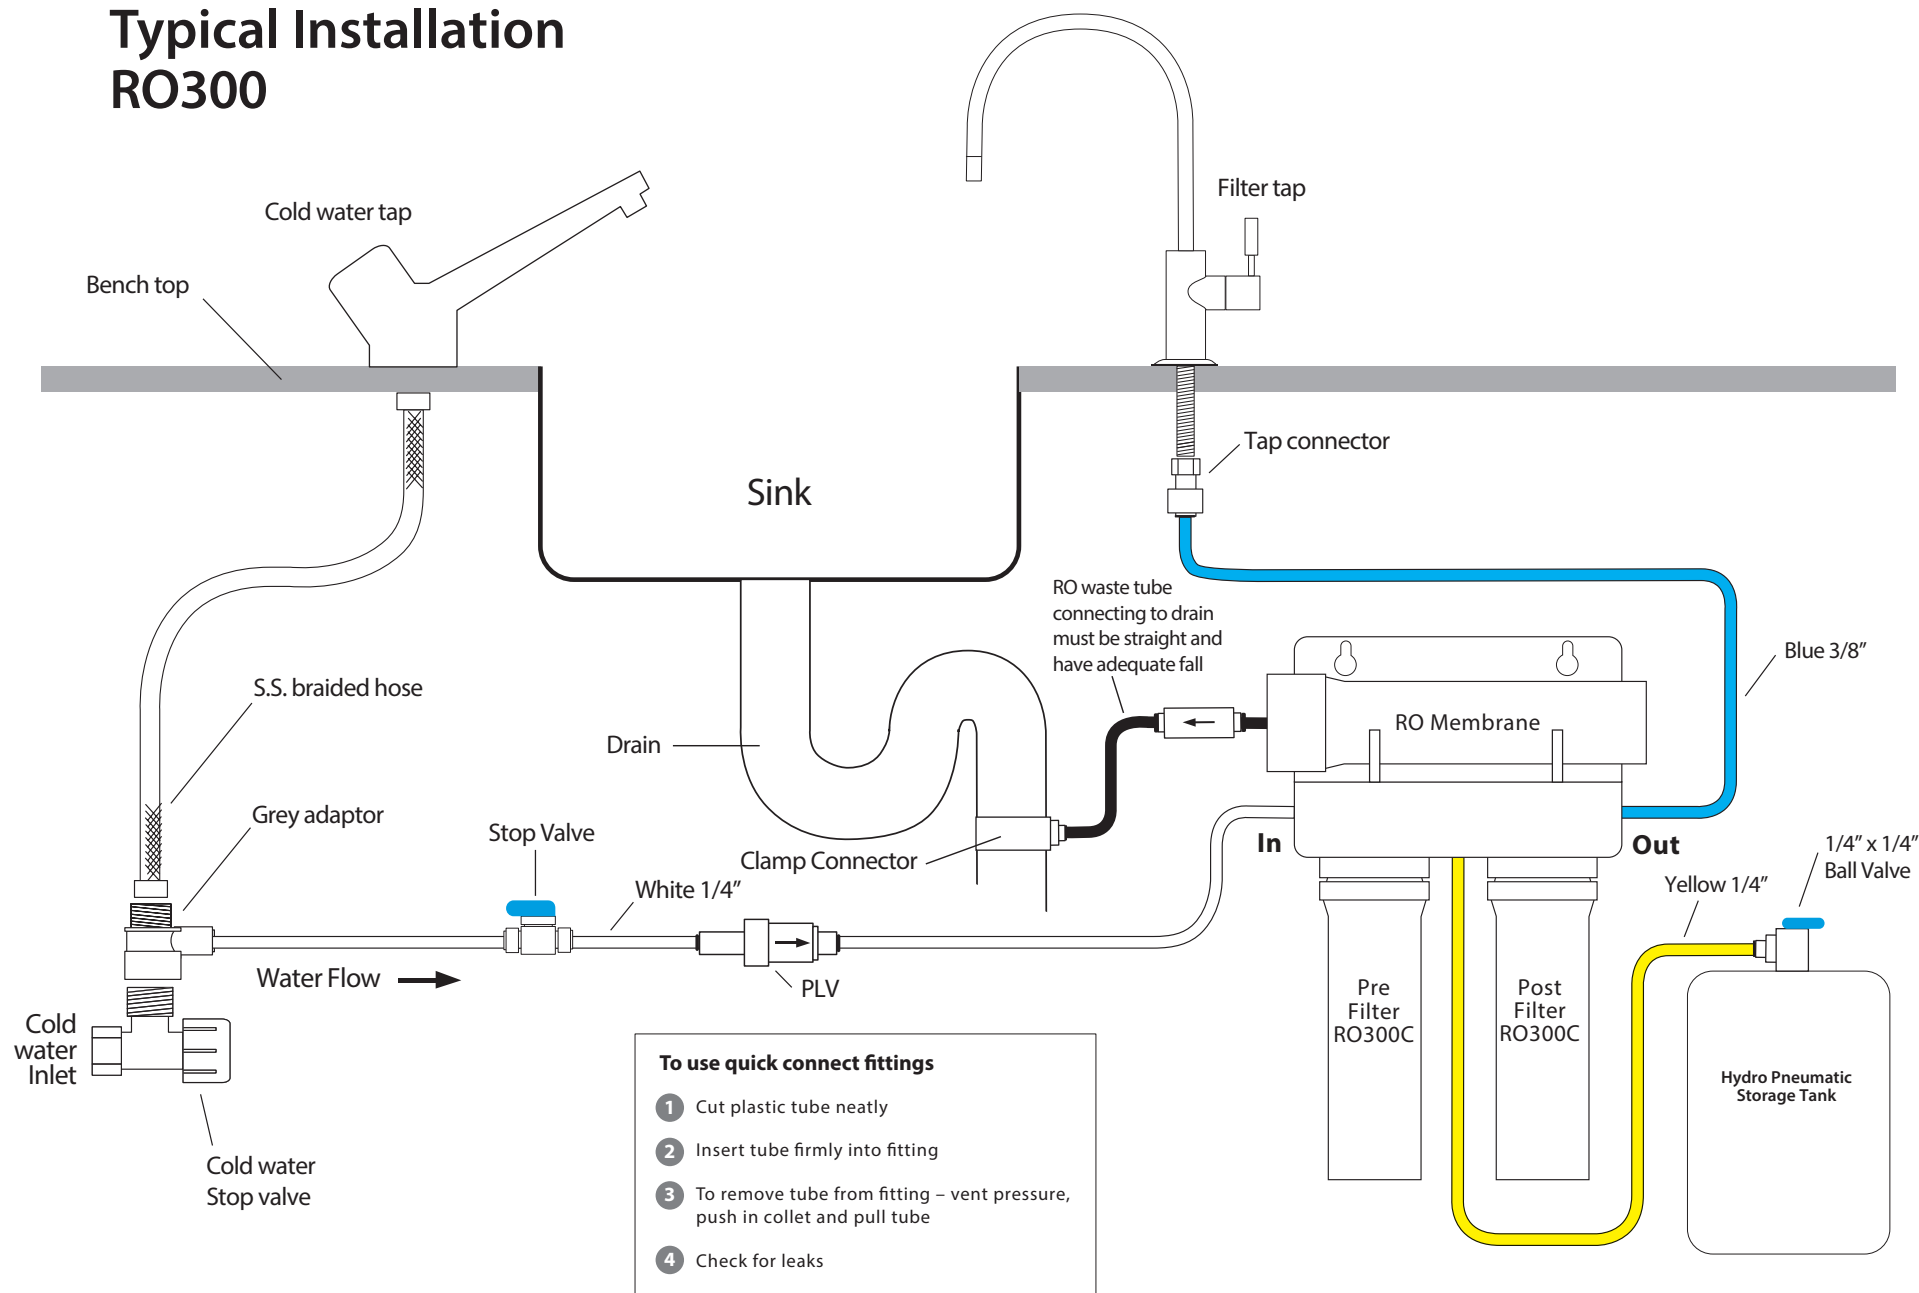 Typical Installation
RO300
Cold water tap
Filter tap
Bench top
Tap connector
Sink
RO waste tube
connecting to drain
must be straight and
have adequate fall
Blue 3/8”
S.S. braided hose
RO Membrane
Drain
Grey adaptor
Stop Valve
Clamp Connector
In
Out
1/4” x 1/4”
Ball Valve
White 1/4”
Yellow 1/4”
Water Flow
PLV
Pre
Filter
RO300C
Post
Filter
RO300C
Cold
water
Inlet
Hydro Pneumatic
Storage Tank
Cold water
Stop valve
To use quick connect fittings
1 Cut plastic tube neatly
2 Insert tube firmly into fitting
3 To remove tube from fitting – vent pressure,
push in collet and pull tube
4 Check for leaks